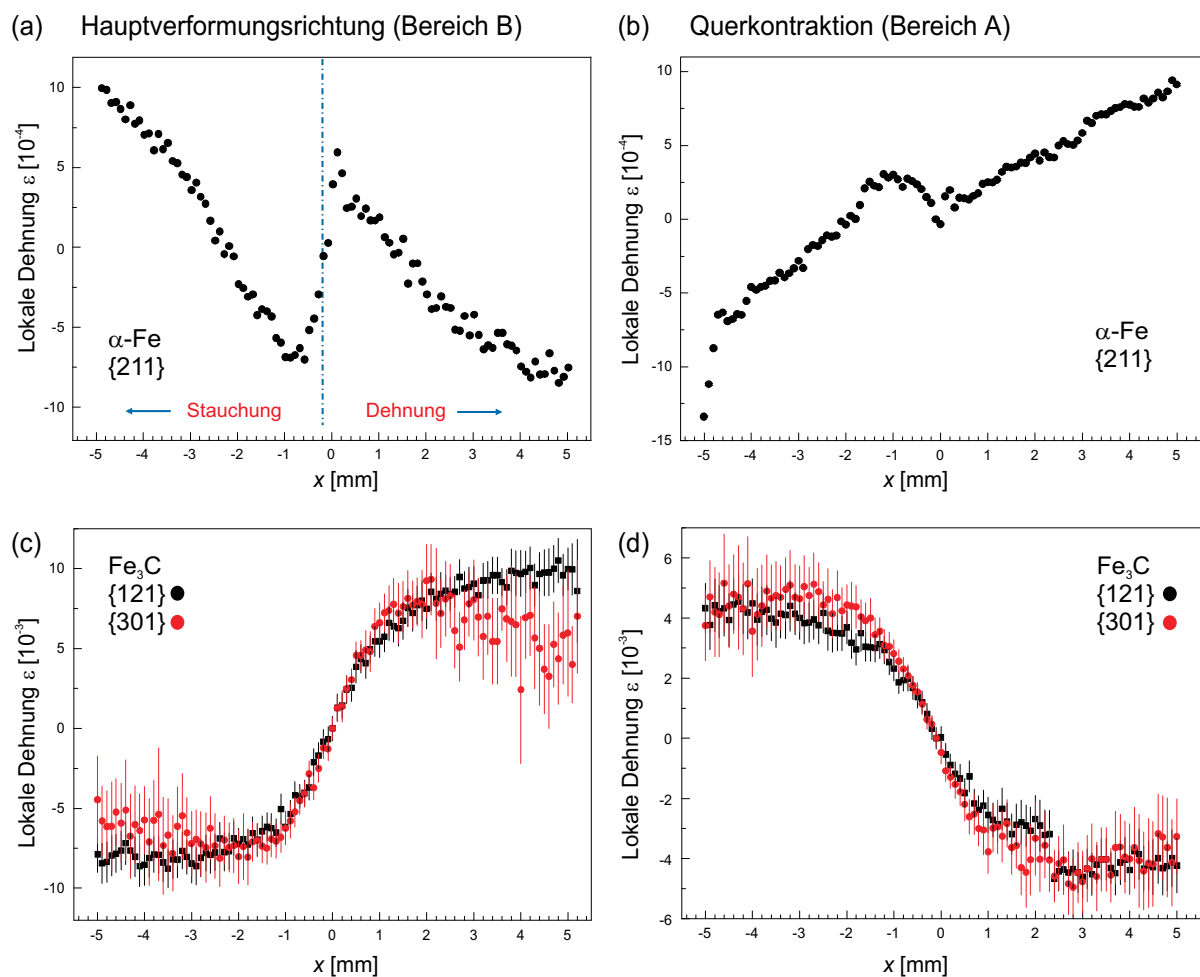 (a) Hauptverformungsrichtung (Bereich B)
10
5
0
-5
-10
Lokale Dehnung ε [10⁻⁴]
α-Fe
{211}
Stauchung Dehnung
-5 -4 -3 -2 -1 0 1 2 3 4 5
x [mm]
(b) Querkontraktion (Bereich A)
10
5
0
-5
-10
-15
Lokale Dehnung ε [10⁻⁴]
α-Fe
{211}
-5 -4 -3 -2 -1 0 1 2 3 4 5
x [mm]
(c)
Fe₃C
{121}
{301}
10
5
0
-5
-10
Lokale Dehnung ε [10⁻³]
-5 -4 -3 -2 -1 0 1 2 3 4 5
x [mm]
(d)
Fe₃C
{121}
{301}
6
4
2
0
-2
-4
-6
Lokale Dehnung ε [10⁻³]
-5 -4 -3 -2 -1 0 1 2 3 4 5
x [mm]